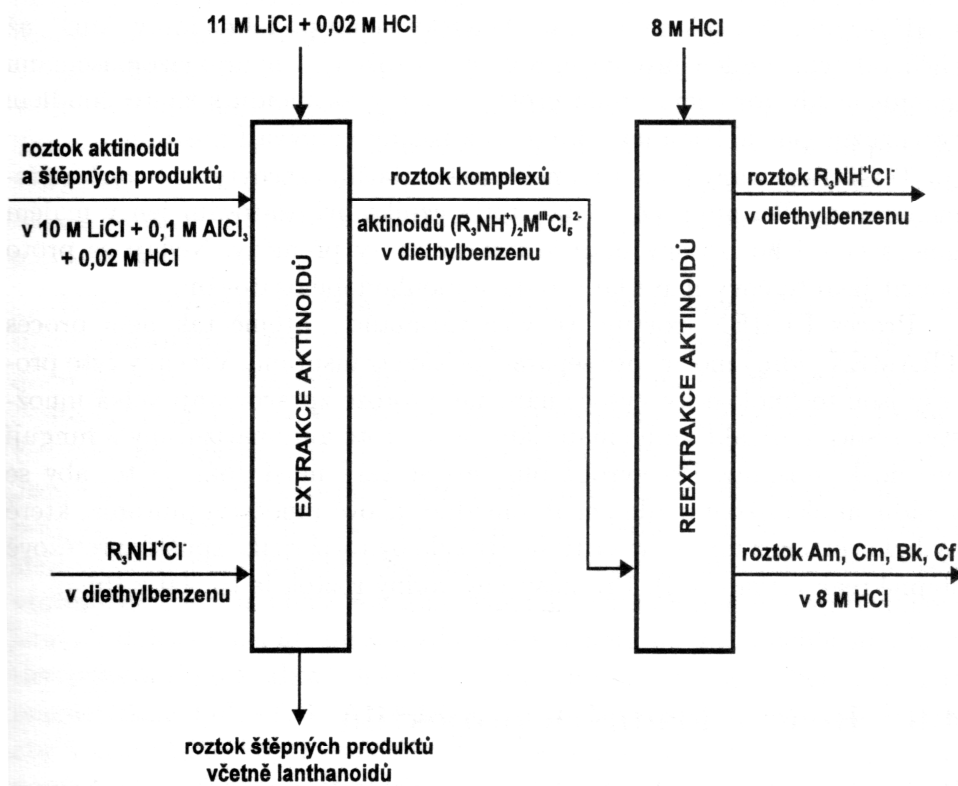 11 M LiCl + 0,02 M HCl
8 M HCl
roztok aktinoidů
a štěpných produktů
v 10 M LiCl + 0,1 M AlCl₃
+ 0,02 M HCl
EXTRAKCE AKTINOIDŮ
roztok komplexů
aktinoidů (R₃NH⁺)₂MᴵᴵᴵCl₅²⁻
v diethylbenzenu
REEXTRAKCE AKTINOIDŮ
roztok R₃NH⁺Cl⁻
v diethylbenzenu
R₃NH⁺Cl⁻
v diethylbenzenu
roztok Am, Cm, Bk, Cf
v 8 M HCl
roztok štěpných produktů
včetně lanthanoidů